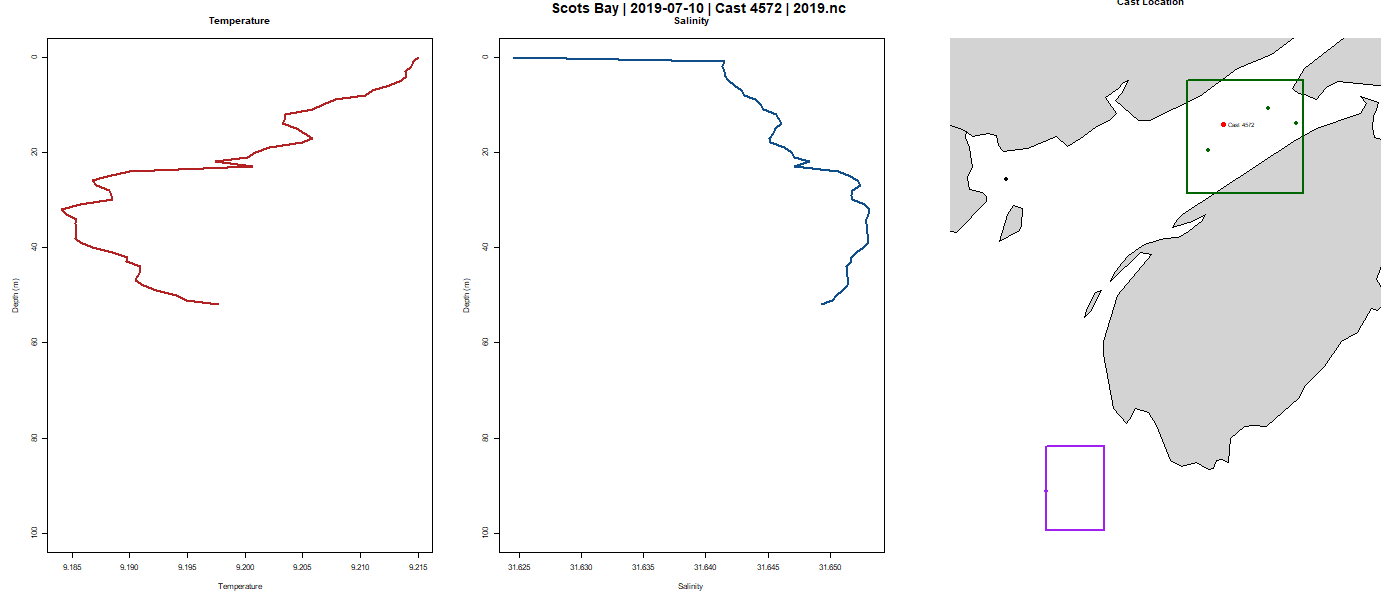 Scots Bay | 2019-07-10 | Cast 4572 | 2019.nc
Temperature
0
20
40
60
80
100
Depth (m)
9.185 9.190 9.195 9.200 9.205 9.210 9.215
Temperature
Salinity
0
20
40
60
80
100
Depth (m)
31.625 31.630 31.635 31.640 31.645 31.650
Salinity
Cast Location
Cast 4572